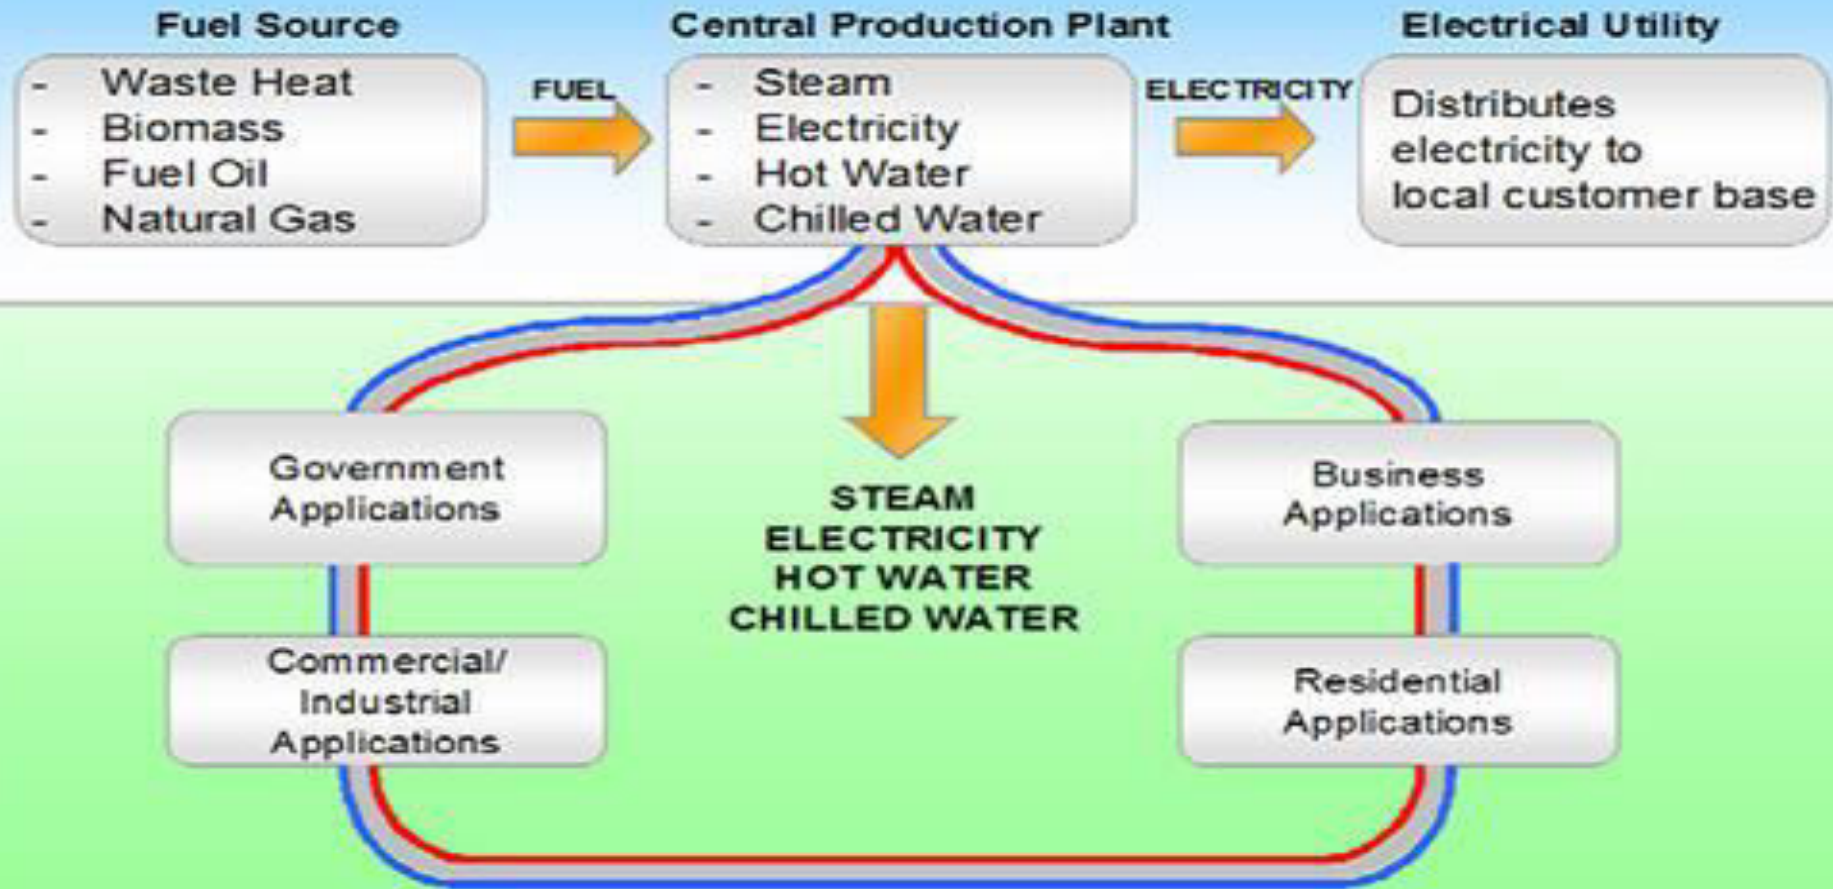 Fuel Source
- Waste Heat
- Biomass
- Fuel Oil
- Natural Gas
FUEL
Central Production Plant
- Steam
- Electricity
- Hot Water
- Chilled Water
ELECTRICITY
Electrical Utility
Distributes
electricity to
local customer base
Government
Applications
Commercial/
Industrial
Applications
STEAM
ELECTRICITY
HOT WATER
CHILLED WATER
Business
Applications
Residential
Applications